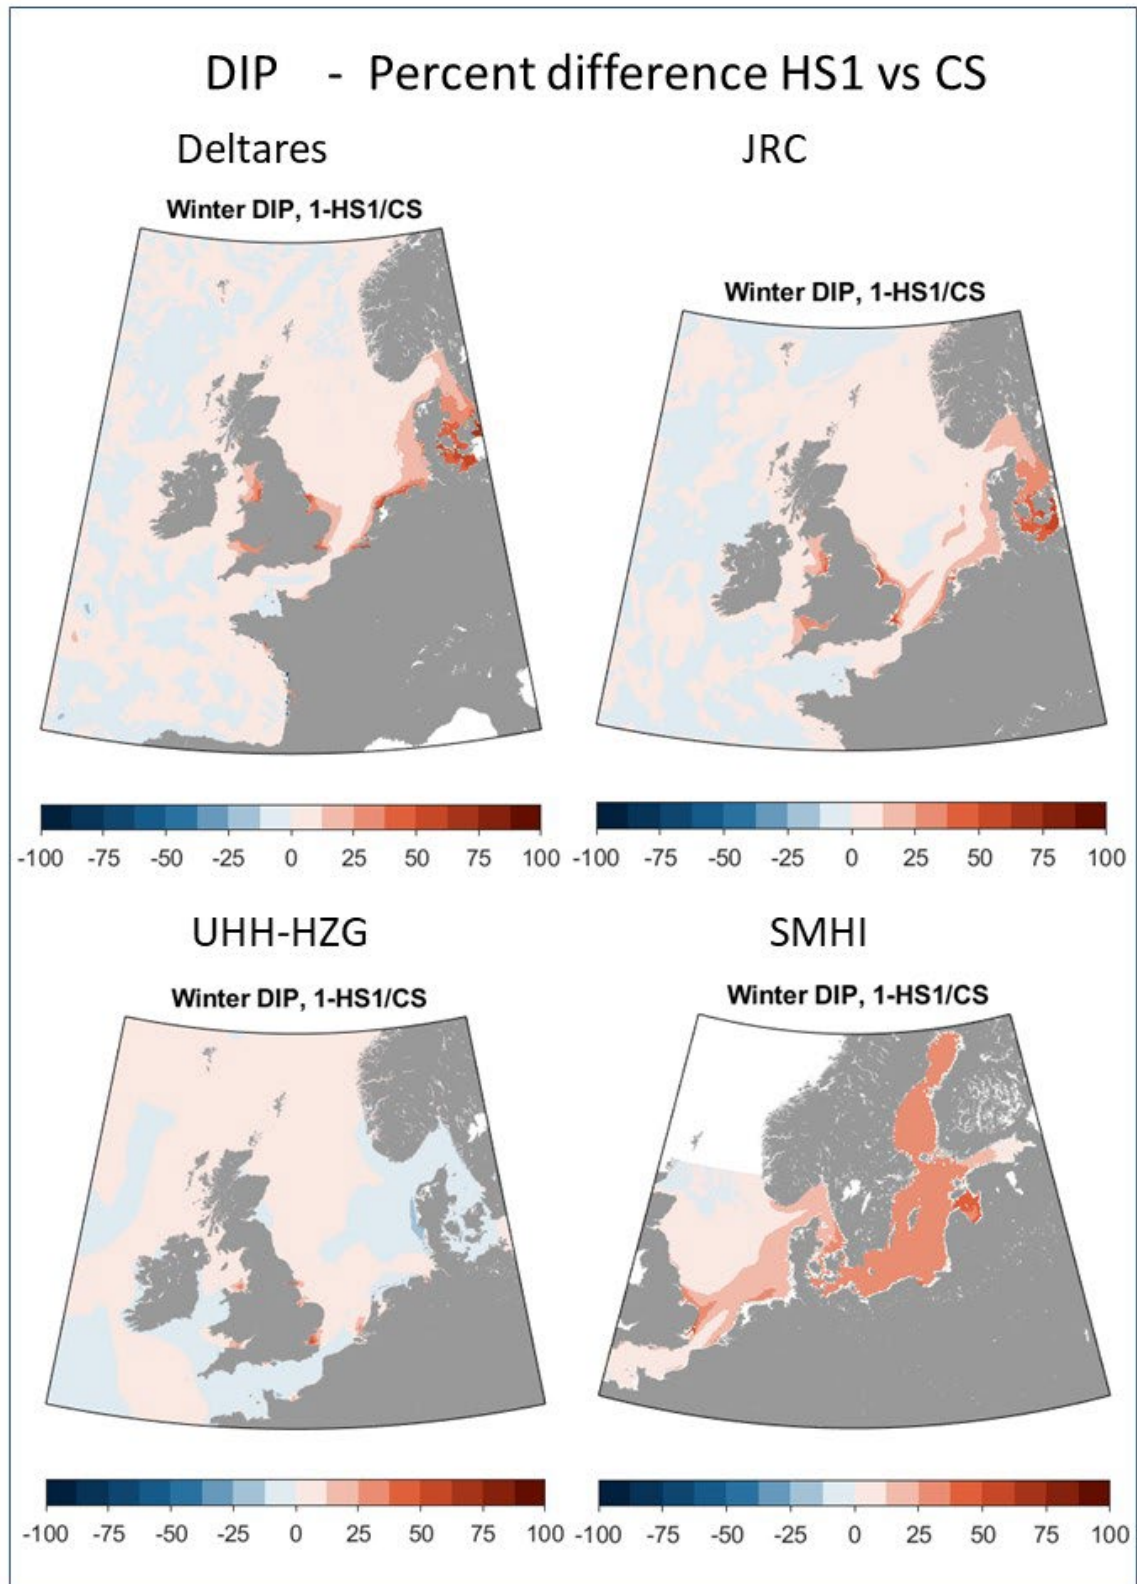 DIP - Percent difference HS1 vs CS
Deltares
JRC
Winter DIP, 1-HS1/CS
Winter DIP, 1-HS1/CS
-100 -75 -50 -25 0 25 50 75 100
-100 -75 -50 -25 0 25 50 75 100
UHH-HZG
SMHI
Winter DIP, 1-HS1/CS
Winter DIP, 1-HS1/CS
-100 -75 -50 -25 0 25 50 75 100
-100 -75 -50 -25 0 25 50 75 100